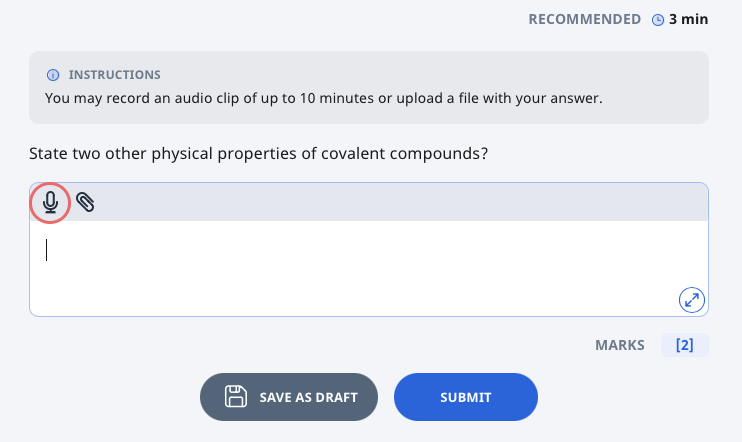 RECOMMENDED 3 min
INSTRUCTIONS
You may record an audio clip of up to 10 minutes or upload a file with your answer.
State two other physical properties of covalent compounds?
MARKS [2]
SAVE AS DRAFT SUBMIT